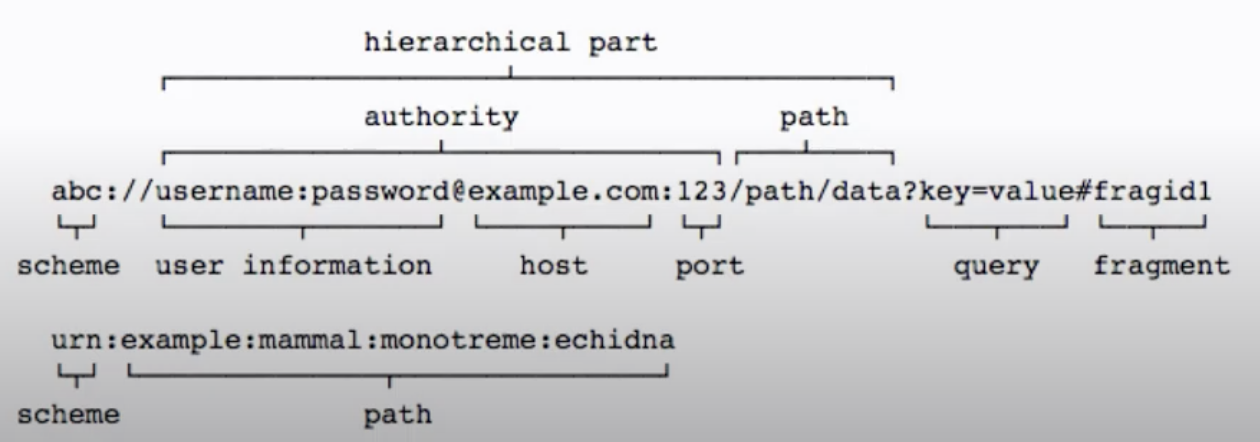 hierarchical part
authority path
abc://username:password@example.com:123/path/data?key=value#fragid1
scheme user information host port query fragment
urn:example:mammal:monotreme:echidna
scheme path